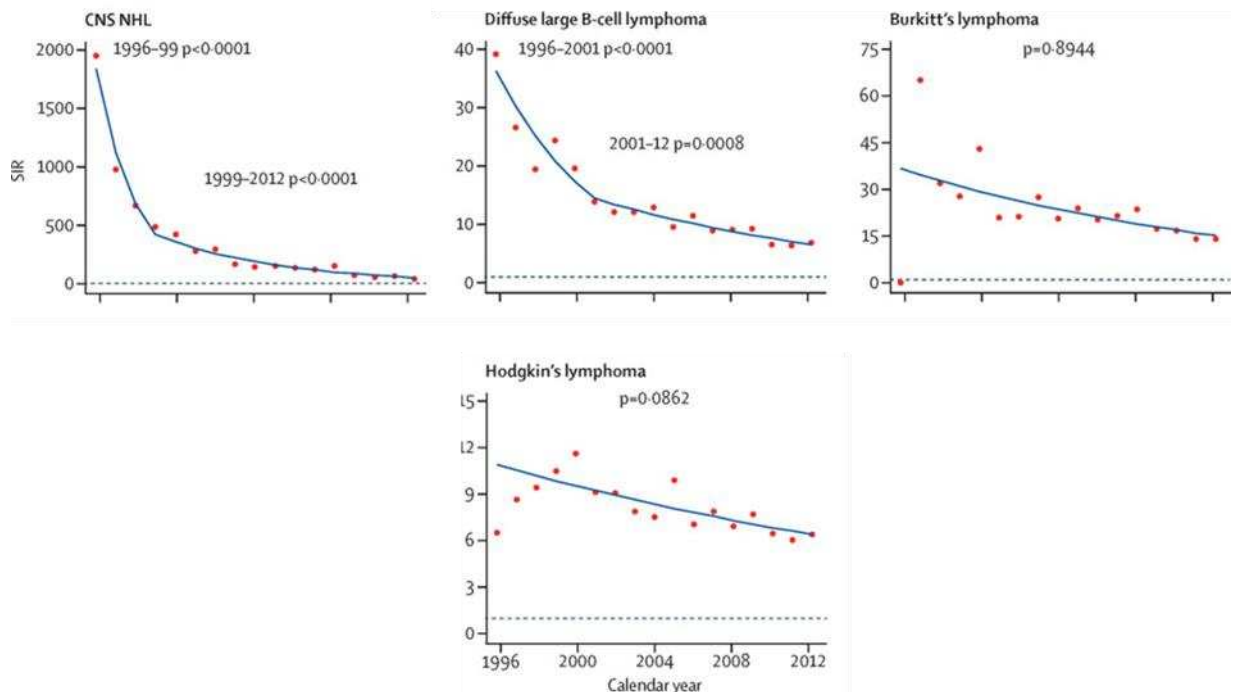 CNS NHL
1996–99 p<0·0001
1999–2012 p<0·0001
SIR
2000
1500
1000
500
0
Diffuse large B-cell lymphoma
1996–2001 p<0·0001
2001–12 p=0·0008
40
30
20
10
0
Burkitt's lymphoma
p=0·8944
75
60
45
30
15
0
Hodgkin's lymphoma
p=0·0862
15
12
9
6
3
0
1996 2000 2004 2008 2012
Calendar year